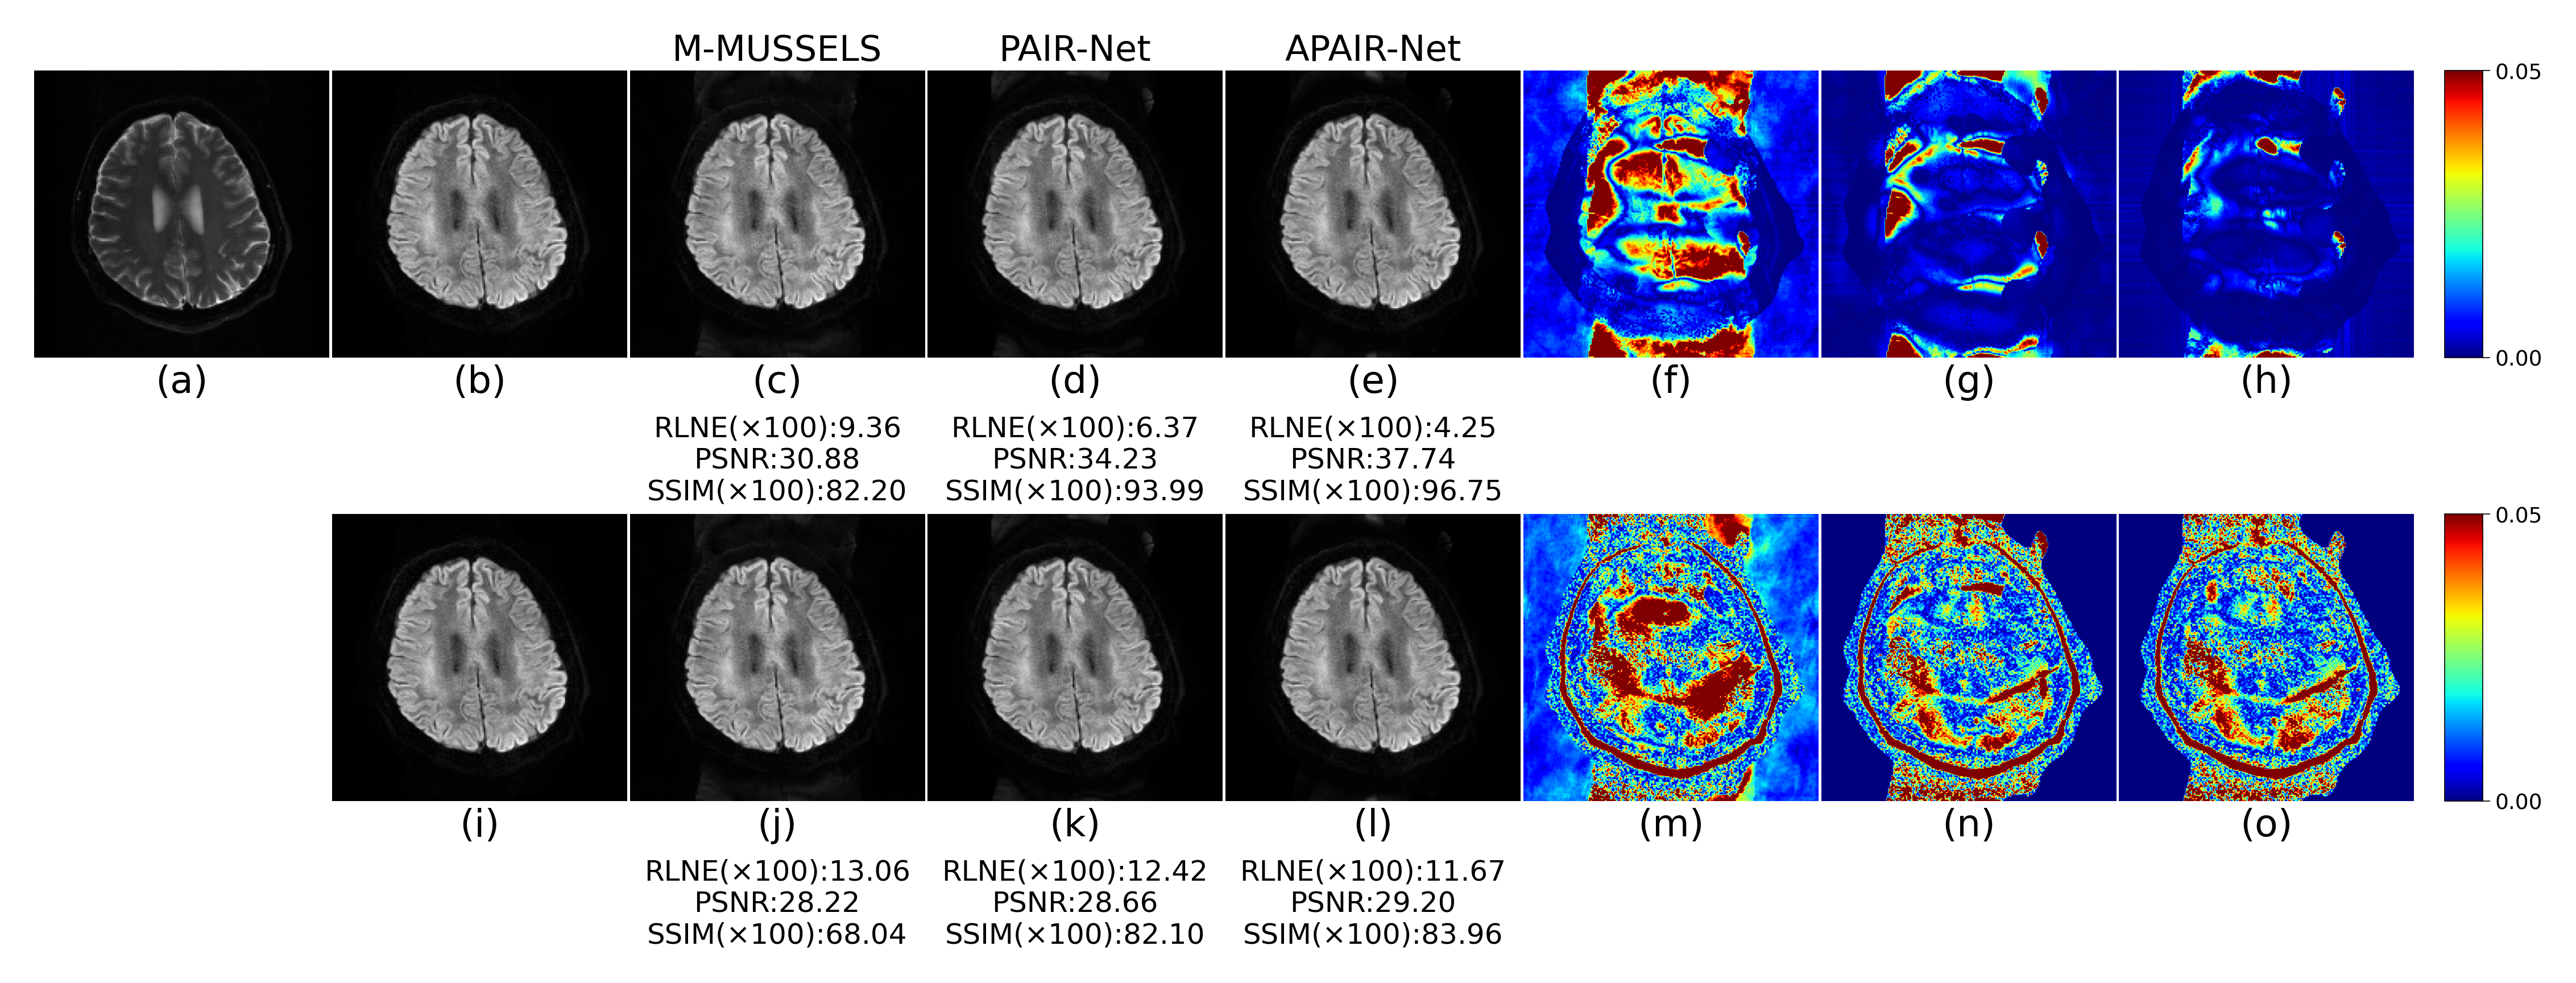 M-MUSSELS PAIR-Net APAIR-Net
0.05
0.00
(a) (b) (c) (d) (e) (f) (g) (h)
RLNE(×100):9.36 RLNE(×100):6.37 RLNE(×100):4.25
PSNR:30.88 PSNR:34.23 PSNR:37.74
SSIM(×100):82.20 SSIM(×100):93.99 SSIM(×100):96.75
0.05
0.00
(i) (j) (k) (l) (m) (n) (o)
RLNE(×100):13.06 RLNE(×100):12.42 RLNE(×100):11.67
PSNR:28.22 PSNR:28.66 PSNR:29.20
SSIM(×100):68.04 SSIM(×100):82.10 SSIM(×100):83.96